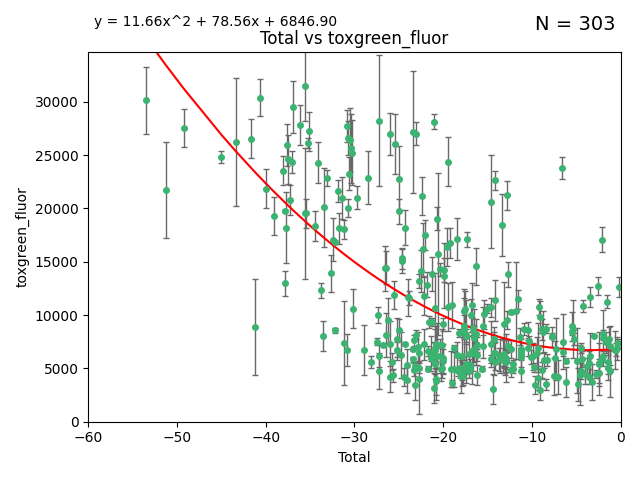 y = 11.66x^2 + 78.56x + 6846.90
N = 303
Total vs toxgreen_fluor
30000
25000
20000
15000
10000
5000
0
toxgreen_fluor
−60
−50
−40
−30
−20
−10
0
Total